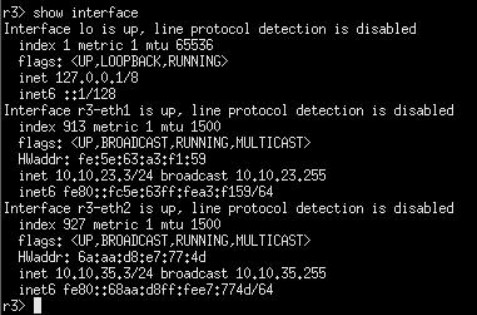 r3> show interface
Interface lo is up, line protocol detection is disabled
  index 1 metric 1 mtu 65536
  flags: <UP,LOOPBACK,RUNNING>
  inet 127.0.0.1/8
  inet6 ::1/128
Interface r3-eth1 is up, line protocol detection is disabled
  index 913 metric 1 mtu 1500
  flags: <UP,BROADCAST,RUNNING,MULTICAST>
  HWaddr: fe:5e:63:a3:f1:59
  inet 10.10.23.3/24 broadcast 10.10.23.255
  inet6 fe80::fc5e:63ff:fea3:f159/64
Interface r3-eth2 is up, line protocol detection is disabled
  index 927 metric 1 mtu 1500
  flags: <UP,BROADCAST,RUNNING,MULTICAST>
  HWaddr: 6a:aa:d8:e7:77:4d
  inet 10.10.35.3/24 broadcast 10.10.35.255
  inet6 fe80::68aa:d8ff:fee7:774d/64
r3>